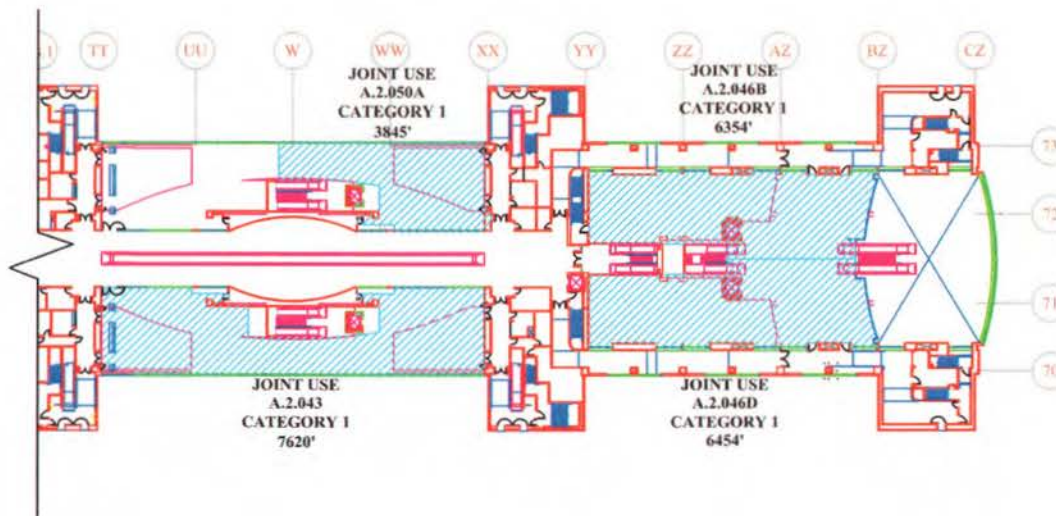 TT
UU
W
WW
XX
YY
ZZ
AZ
BZ
CZ
JOINT USE
A.2.050A
CATEGORY 1
3845'
JOINT USE
A.2.046B
CATEGORY 1
6354'
73
72
71
70
JOINT USE
A.2.043
CATEGORY 1
7620'
JOINT USE
A.2.046D
CATEGORY 1
6454'